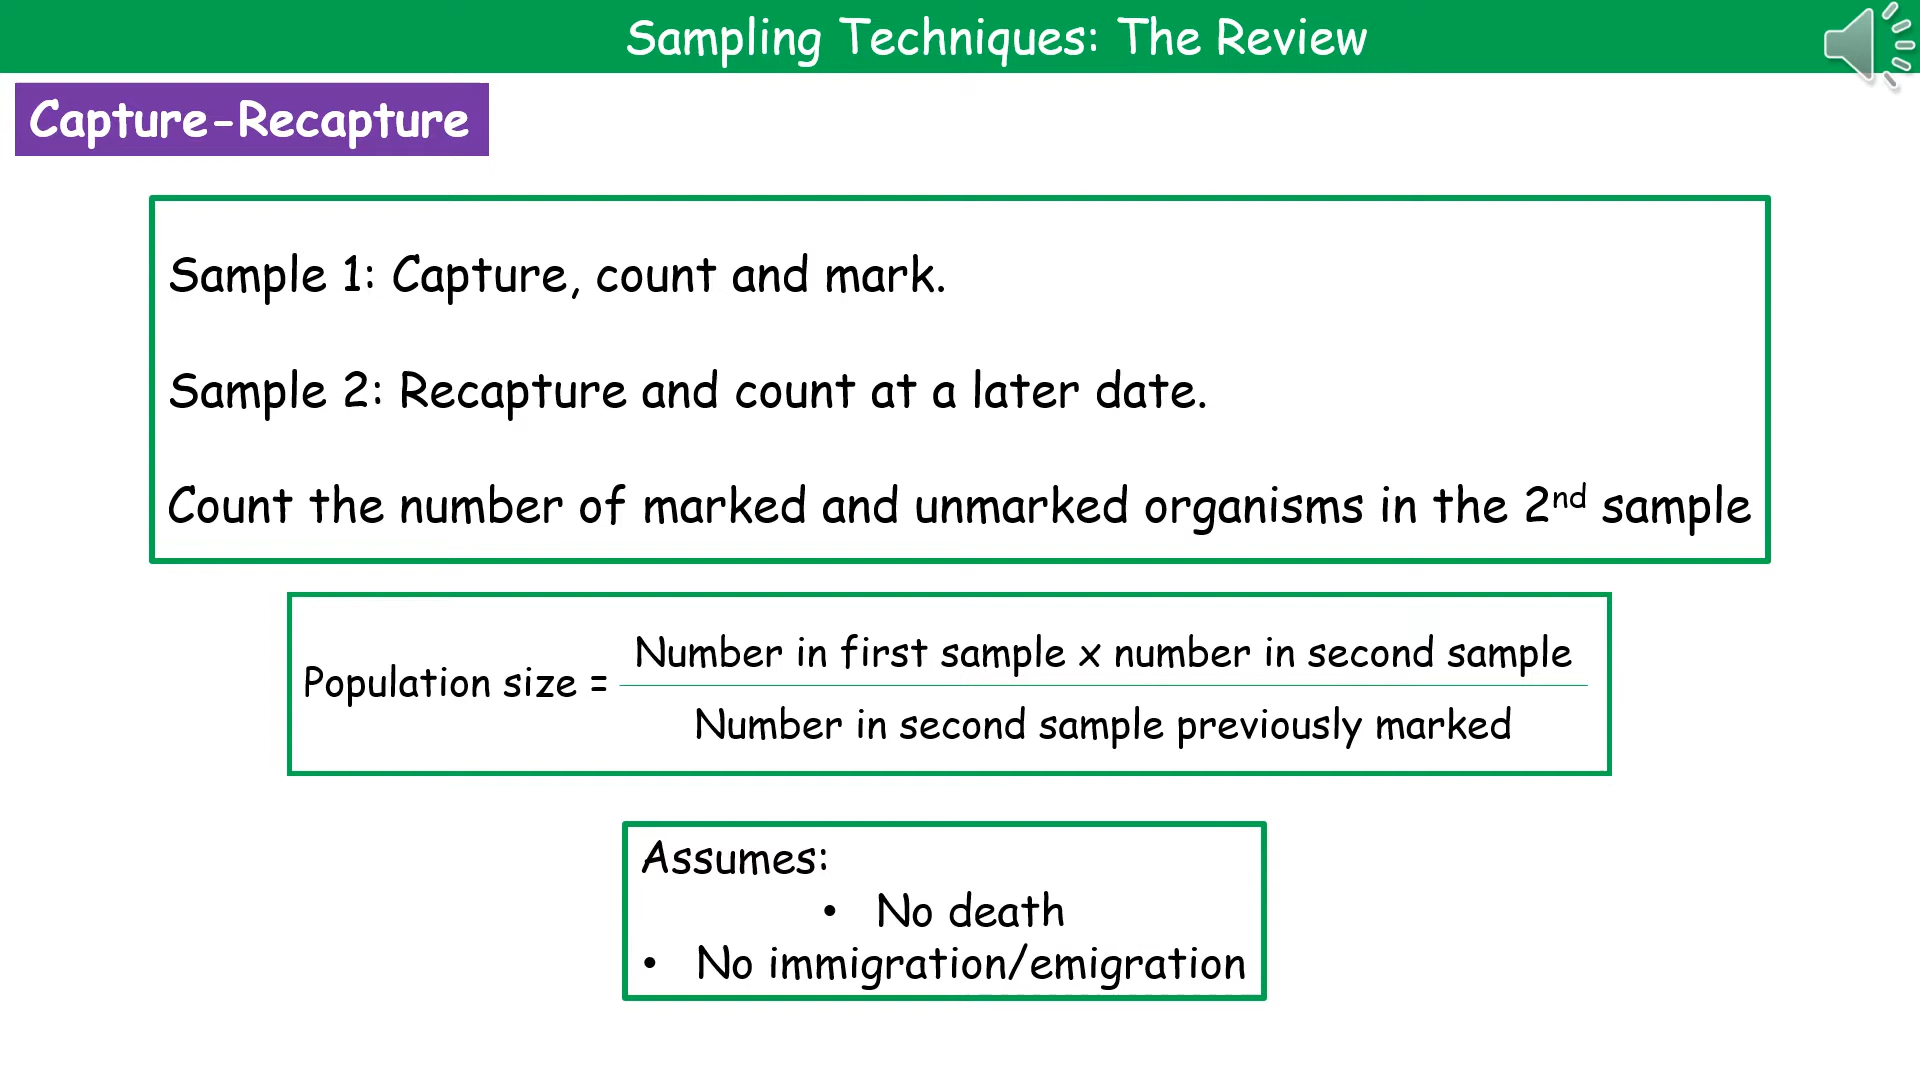 Sampling Techniques: The Review
Capture-Recapture
Sample 1: Capture, count and mark.
Sample 2: Recapture and count at a later date.
Count the number of marked and unmarked organisms in the 2nd sample
Population size =
Number in first sample x number in second sample
Number in second sample previously marked
Assumes:
• No death
• No immigration/emigration